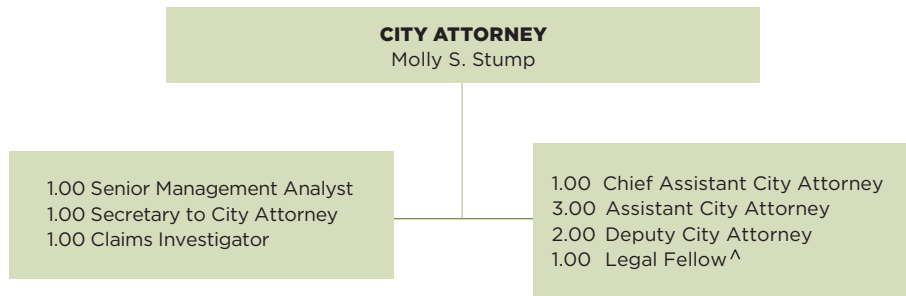 CITY ATTORNEY
Molly S. Stump
1.00 Senior Management Analyst
1.00 Secretary to City Attorney
1.00 Claims Investigator
1.00 Chief Assistant City Attorney
3.00 Assistant City Attorney
2.00 Deputy City Attorney
1.00 Legal Fellow^